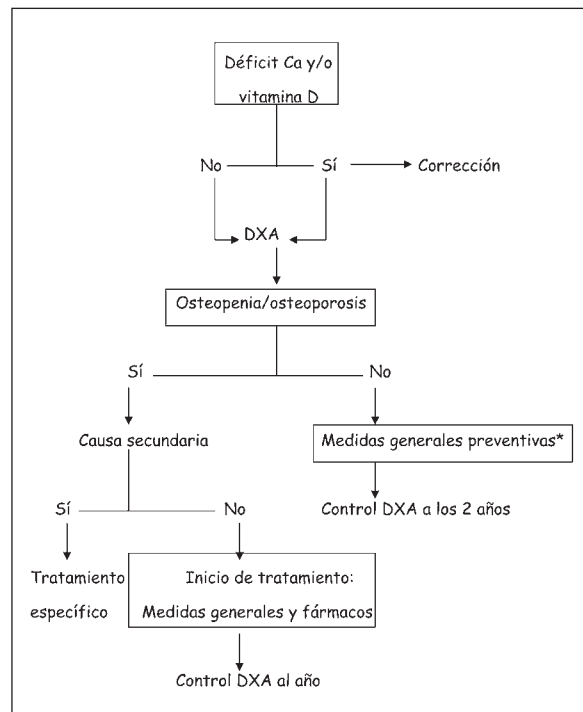 Déficit Ca y/o
vitamina D
No
Sí
Corrección
DXA
Osteopenia/osteoporosis
Sí
No
Causa secundaria
Medidas generales preventivas*
Control DXA a los 2 años
Sí
No
Tratamiento
específico
Inicio de tratamiento:
Medidas generales y fármacos
Control DXA al año